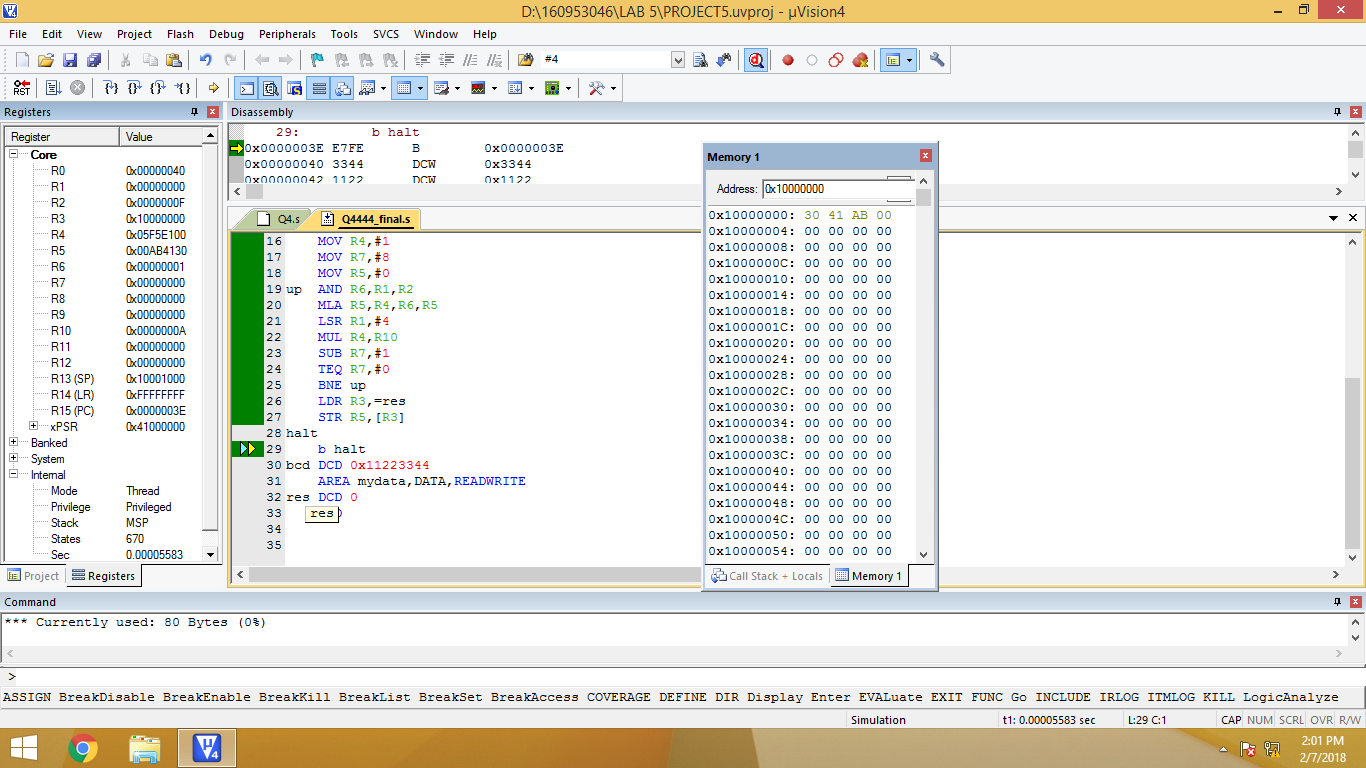 D:\160953046\LAB 5\PROJECT5.uvproj - µVision4
File Edit View Project Flash Debug Peripherals Tools SVCS Window Help
#4
RST
Registers
Register Value
Core
R0 0x00000040
R1 0x00000000
R2 0x0000000F
R3 0x10000000
R4 0x05F5E100
R5 0x00AB4130
R6 0x00000001
R7 0x00000000
R8 0x00000000
R9 0x00000000
R10 0x0000000A
R11 0x00000000
R12 0x00000000
R13 (SP) 0x10001000
R14 (LR) 0xFFFFFFFF
R15 (PC) 0x0000003E
xPSR 0x41000000
Banked
System
Internal
Mode Thread
Privilege Privileged
Stack MSP
States 670
Sec 0.00005583
Project Registers
Disassembly
29: b halt
0x0000003E E7FE B 0x0000003E
0x00000040 3344 DCW 0x3344
0x00000042 1122 DCW 0x1122
Q4.s Q4444_final.s
16 MOV R4,#1
17 MOV R7,#8
18 MOV R5,#0
19 up AND R6,R1,R2
20 MLA R5,R4,R6,R5
21 LSR R1,#4
22 MUL R4,R10
23 SUB R7,#1
24 TEQ R7,#0
25 BNE up
26 LDR R3,=res
27 STR R5,[R3]
28 halt
29 b halt
30 bcd DCD 0x11223344
31 AREA mydata,DATA,READWRITE
32 res DCD 0
33 res
34
35
Memory 1
Address: 0x10000000
0x10000000: 30 41 AB 00
0x10000004: 00 00 00 00
0x10000008: 00 00 00 00
0x1000000C: 00 00 00 00
0x10000010: 00 00 00 00
0x10000014: 00 00 00 00
0x10000018: 00 00 00 00
0x1000001C: 00 00 00 00
0x10000020: 00 00 00 00
0x10000024: 00 00 00 00
0x10000028: 00 00 00 00
0x1000002C: 00 00 00 00
0x10000030: 00 00 00 00
0x10000034: 00 00 00 00
0x10000038: 00 00 00 00
0x1000003C: 00 00 00 00
0x10000040: 00 00 00 00
0x10000044: 00 00 00 00
0x10000048: 00 00 00 00
0x1000004C: 00 00 00 00
0x10000050: 00 00 00 00
0x10000054: 00 00 00 00
Call Stack + Locals Memory 1
Command
*** Currently used: 80 Bytes (0%)
>
ASSIGN BreakDisable BreakEnable BreakKill BreakList BreakSet BreakAccess COVERAGE DEFINE DIR Display Enter EVALuate EXIT FUNC Go INCLUDE IRLOG ITMLOG KILL LogicAnalyze
Simulation t1: 0.00005583 sec L:29 C:1 CAP NUM SCRL OVR R/W
2:01 PM
2/7/2018